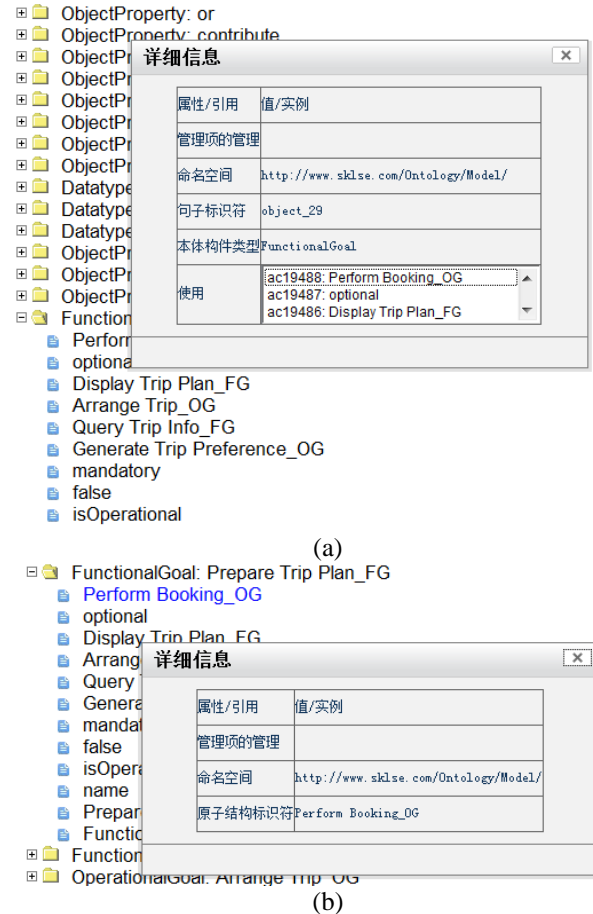 ObjectProperty: or
ObjectProperty: contribute
详细信息
属性/引用 值/实例
管理项的管理
命名空间 http://www.sklse.com/Ontology/Model/
句子标识符 object_29
本体构件类型 FunctionalGoal
使用
ac19488: Perform Booking_OG
ac19487: optional
ac19486: Display Trip Plan_FG
ObjectPr
ObjectPr
ObjectPr
ObjectPr
ObjectPr
ObjectPr
Datatype
Datatype
Datatype
ObjectPr
ObjectPr
ObjectPr
Function
Perforr
optiona
Display Trip Plan_FG
Arrange Trip_OG
Query Trip Info_FG
Generate Trip Preference_OG
mandatory
false
isOperational
(a)
FunctionalGoal: Prepare Trip Plan_FG
Perform Booking_OG
optional
Display Trip Plan_FG
详细信息
属性/引用 值/实例
管理项的管理
命名空间 http://www.sklse.com/Ontology/Model/
原子结构标识符 Perform Booking_OG
Arrang
Query
Genera
mandat
false
isOpera
name
Prepar
Functio
Function
OperationalGoal: Arrange Trip_OG
(b)